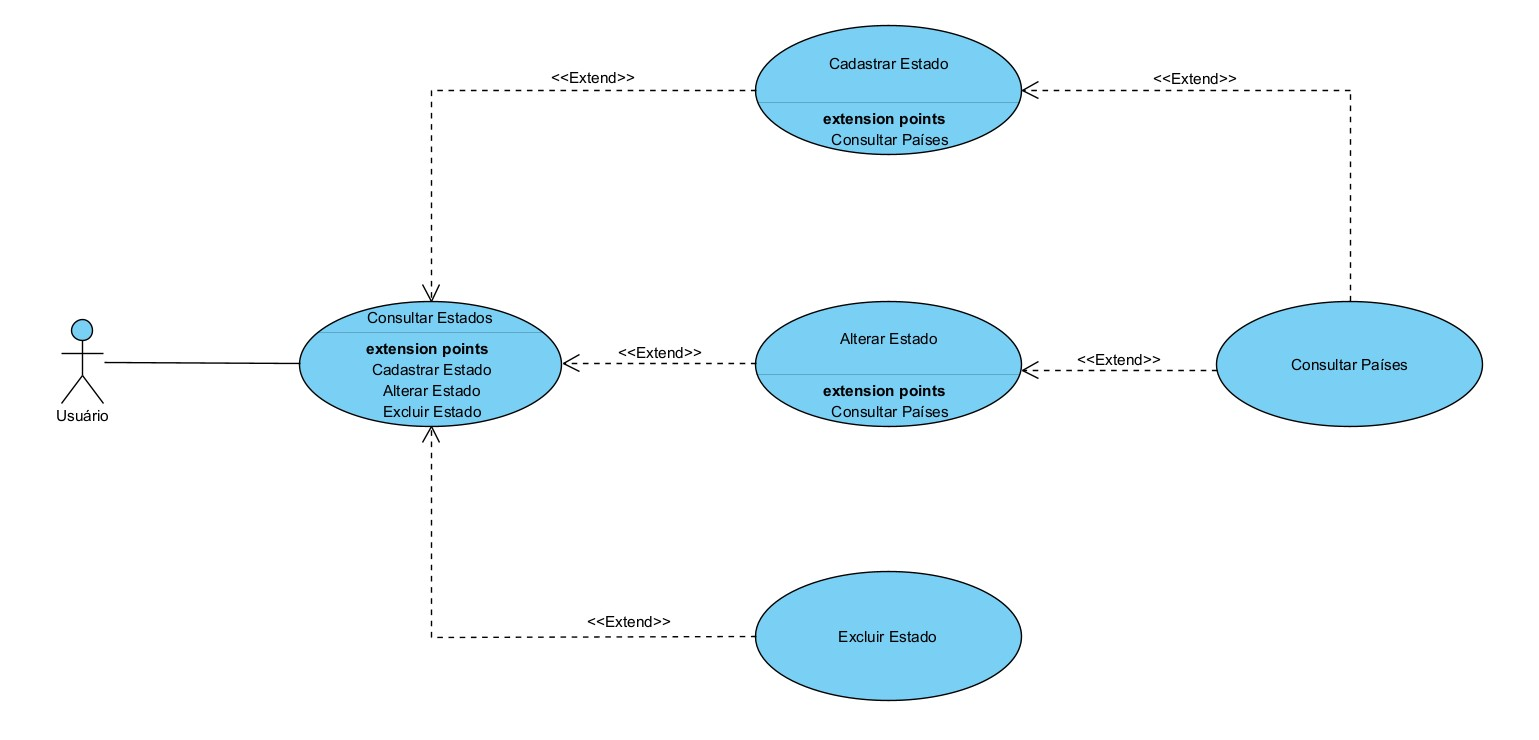 Cadastrar Estado
extension points
Consultar Países
<<Extend>>
<<Extend>>
Usuário
Consultar Estados
extension points
Cadastrar Estado
Alterar Estado
Excluir Estado
<<Extend>>
Alterar Estado
extension points
Consultar Países
<<Extend>>
Consultar Países
<<Extend>>
Excluir Estado